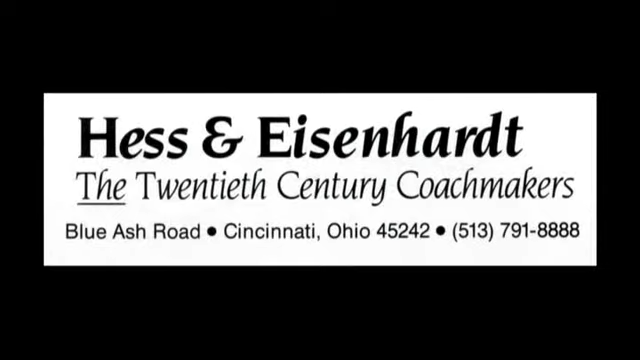 Hess & Eisenhardt
The Twentieth Century Coachmakers
Blue Ash Road • Cincinnati, Ohio 45242 • (513) 791-8888